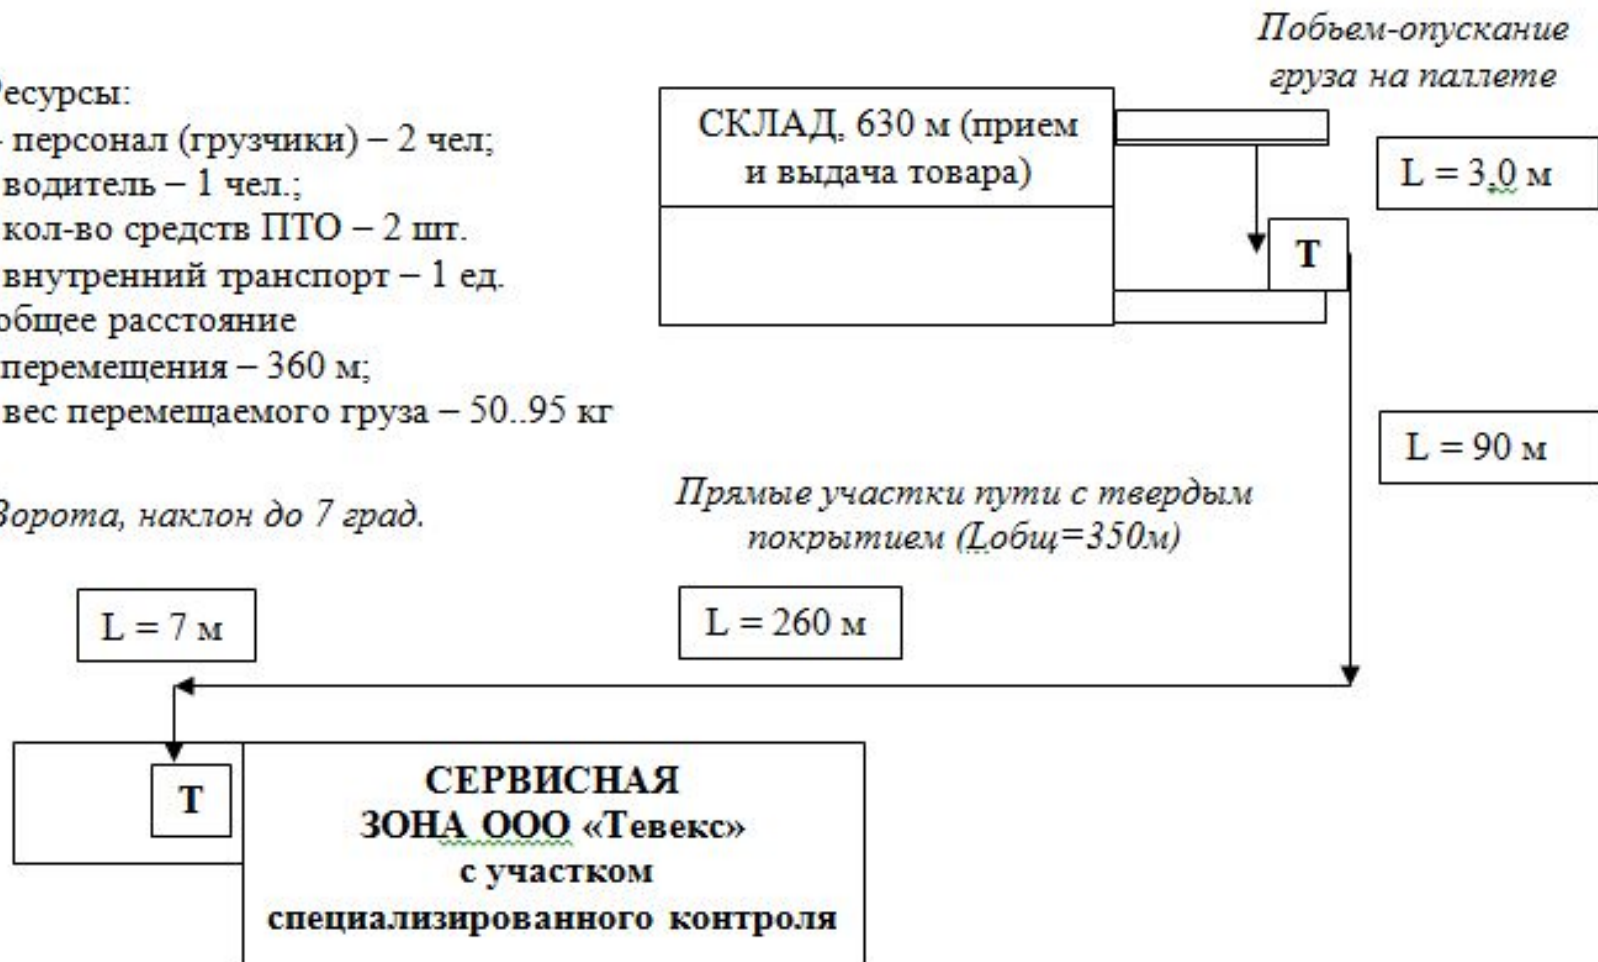 есурсы:
- персонал (грузчики) – 2 чел;
водитель – 1 чел.;
кол-во средств ПТО – 2 шт.
внутренний транспорт – 1 ед.
общее расстояние
перемещения – 360 м;
вес перемещаемого груза – 50..95 кг
Ворота, наклон до 7 град.
Побьем-опускание
груза на паллете
СКЛАД, 630 м (прием
и выдача товара)
L = 3,0 м
Т
L = 90 м
Прямые участки пути с твердым
покрытием (Lобщ=350м)
L = 7 м
L = 260 м
Т
СЕРВИСНАЯ
ЗОНА ООО «Тевекс»
с участком
специализированного контроля